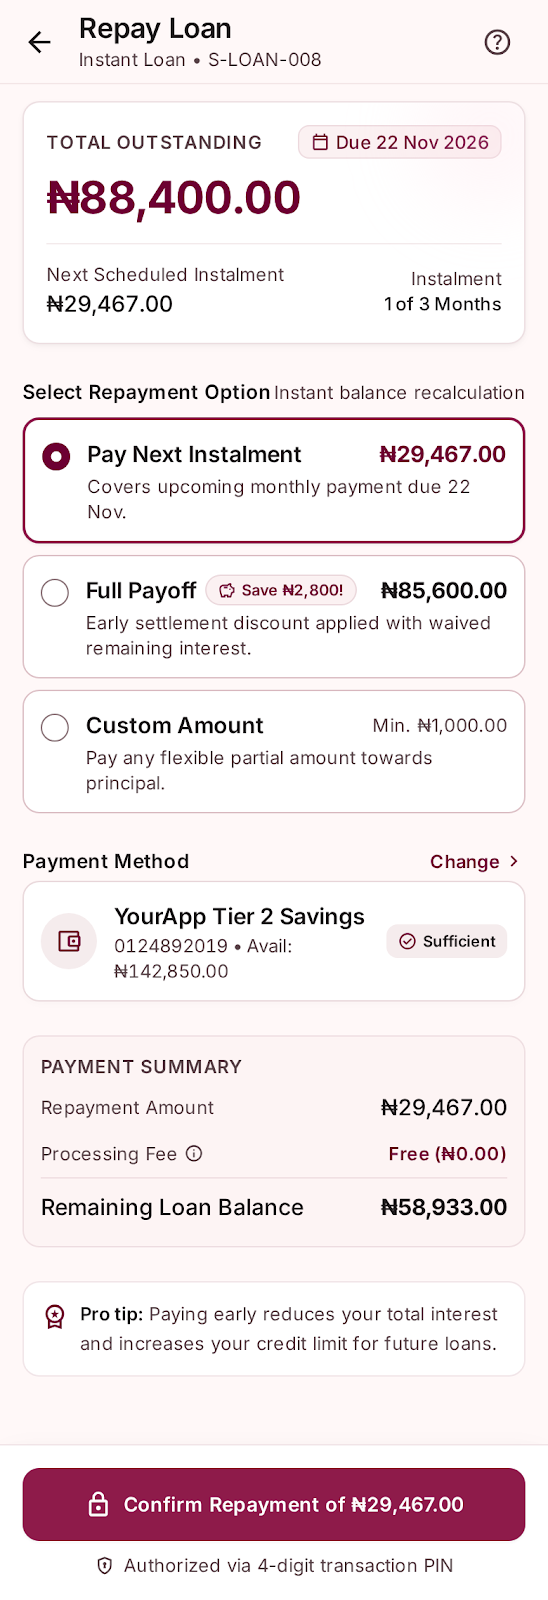 Repay Loan
Instant Loan • S-LOAN-008
TOTAL OUTSTANDING
Due 22 Nov 2026
₦88,400.00
Next Scheduled Instalment
₦29,467.00
Instalment
1 of 3 Months
Select Repayment Option
Instant balance recalculation
Pay Next Instalment
₦29,467.00
Covers upcoming monthly payment due 22
Nov.
Full Payoff
Save ₦2,800!
₦85,600.00
Early settlement discount applied with waived
remaining interest.
Custom Amount
Min. ₦1,000.00
Pay any flexible partial amount towards
principal.
Payment Method
Change
YourApp Tier 2 Savings
0124892019 • Avail:
₦142,850.00
Sufficient
PAYMENT SUMMARY
Repayment Amount
₦29,467.00
Processing Fee
Free (₦0.00)
Remaining Loan Balance
₦58,933.00
Pro tip: Paying early reduces your total interest
and increases your credit limit for future loans.
Confirm Repayment of ₦29,467.00
Authorized via 4-digit transaction PIN